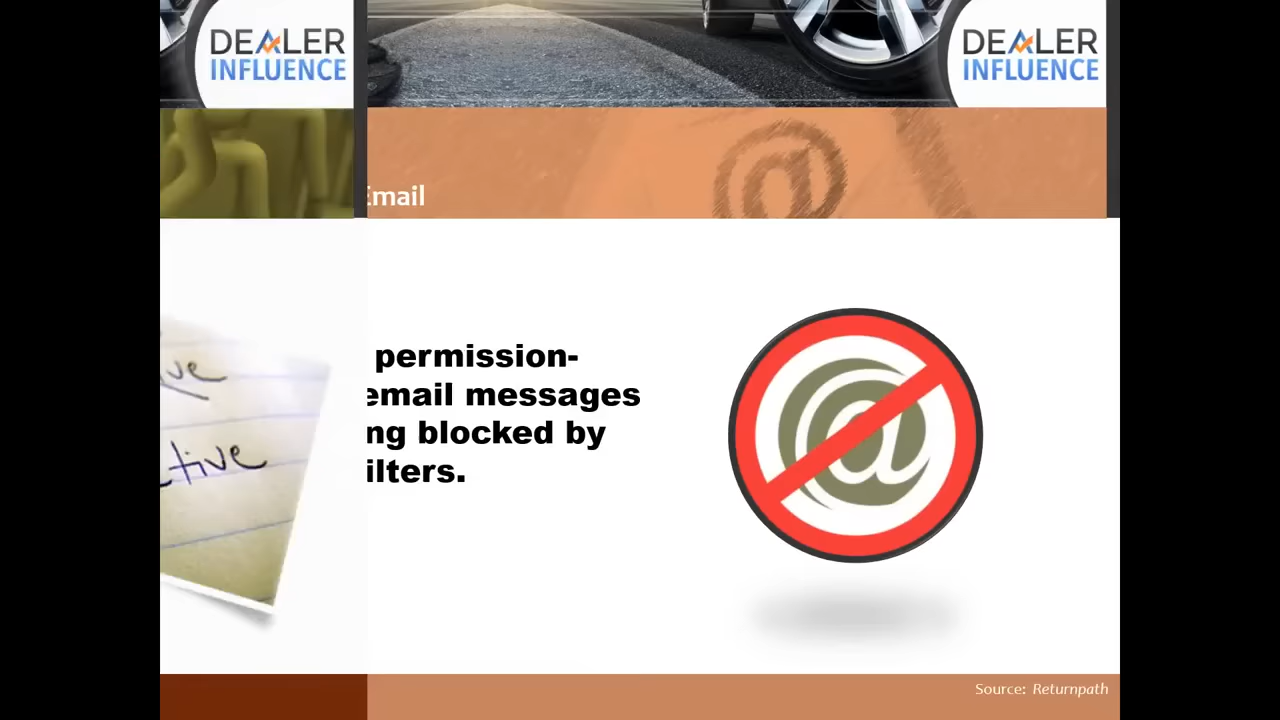 DEALER
INFLUENCE
DEALER
INFLUENCE
Email
permission-
email messages
ng blocked by
ilters.
ve
tive
Source: Returnpath